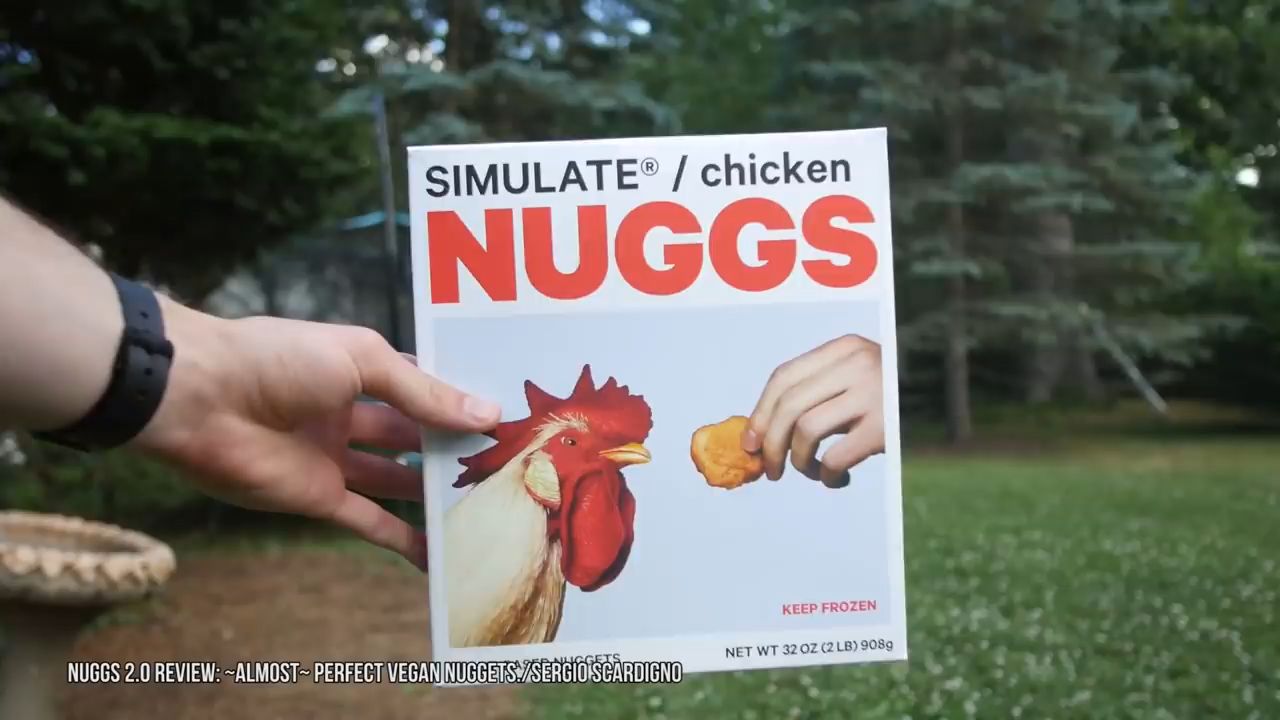 SIMULATE® / chicken
NUGGS
KEEP FROZEN
NUGGETS
NET WT 32 OZ (2 LB) 908g
NUGGS 2.0 REVIEW: ~ALMOST~ PERFECT VEGAN NUGGETS./SERGIO SCARDIGNO